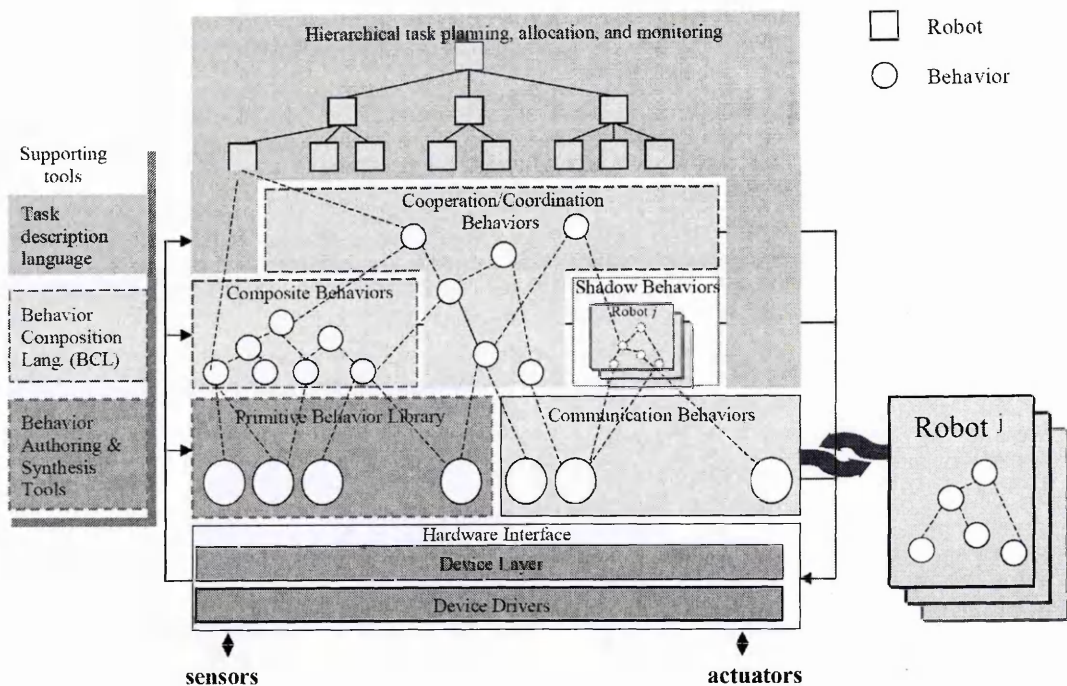 Hierarchical task planning, allocation, and monitoring
Robot
Behavior
Supporting
tools
Task
description
language
Behavior
Composition
Lang. (BCL)
Behavior
Authoring &
Synthesis
Tools
Cooperation/Coordination
Behaviors
Composite Behaviors
Shadow Behaviors
Robot j
Primitive Behavior Library
Communication Behaviors
Robot j
Hardware Interface
Device Layer
Device Drivers
sensors
actuators